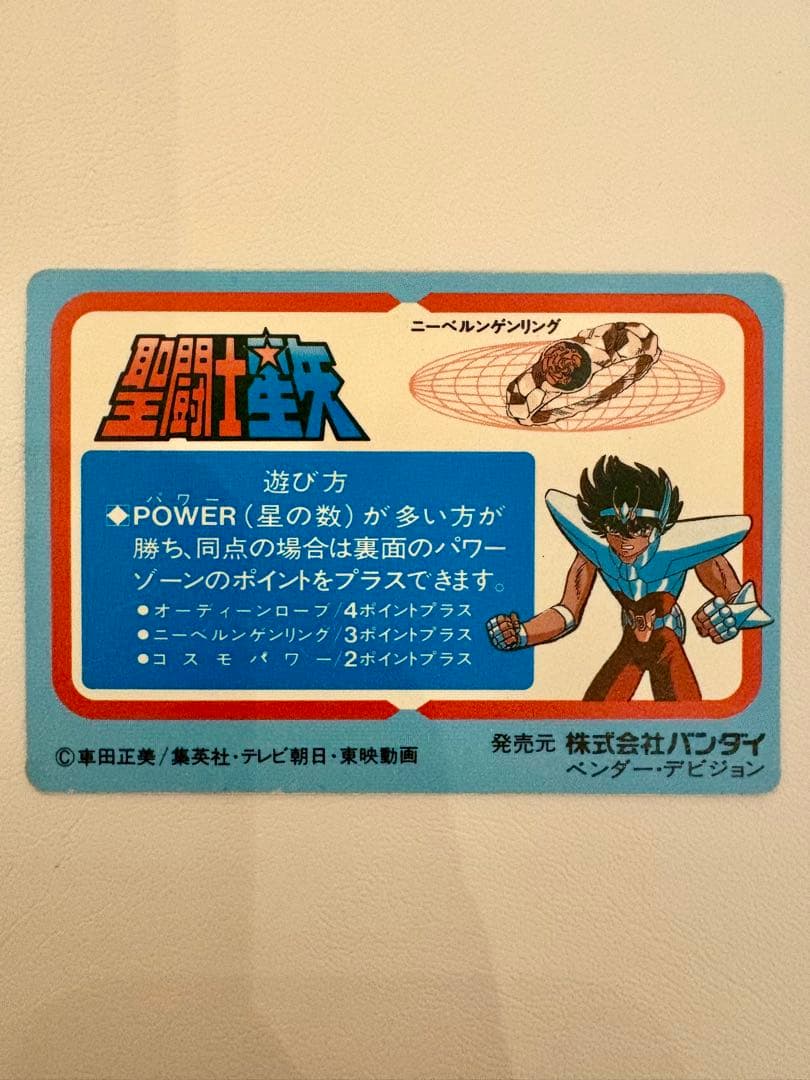 聖闘士星矢
ニーベルンゲンリング
遊び方
パワー
◆POWER(星の数)が多い方が
勝ち、同点の場合は裏面のパワー
ゾーンのポイントをプラスできます。
●オーディーンローブ/4ポイントプラス
●ニーベルンゲンリング/3ポイントプラス
●コスモパワー/2ポイントプラス
©車田正美/集英社・テレビ朝日・東映動画
発売元 株式会社バンダイ
ベンダー・デビジョン